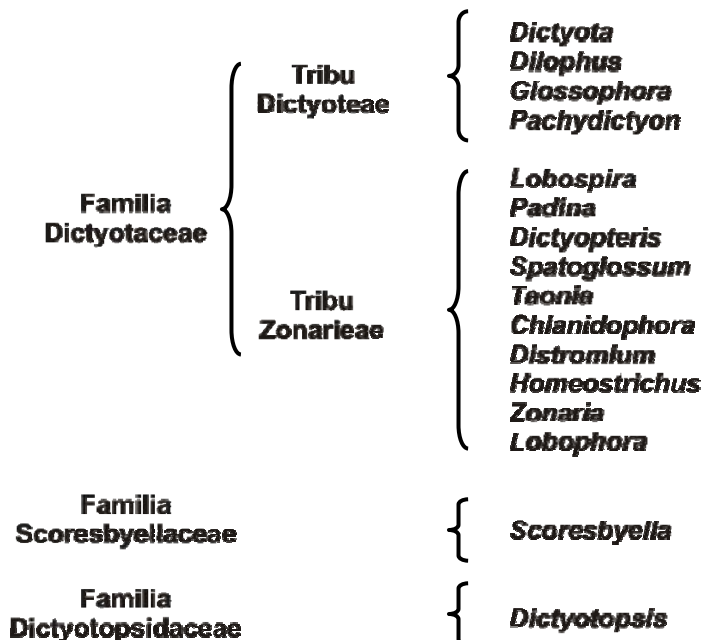 Familia
Dictyotaceae
Tribu
Dictyoteae
Dictyota
Dilophus
Glossophora
Pachydictyon
Tribu
Zonarieae
Lobospira
Padina
Dictyopteris
Spatoglossum
Taonia
Chlanidophora
Distromium
Homeostrichus
Zonaria
Lobophora
Familia
Scoresbyellaceae
Scoresbyella
Familia
Dictyotopsidaceae
Dictyotopsis